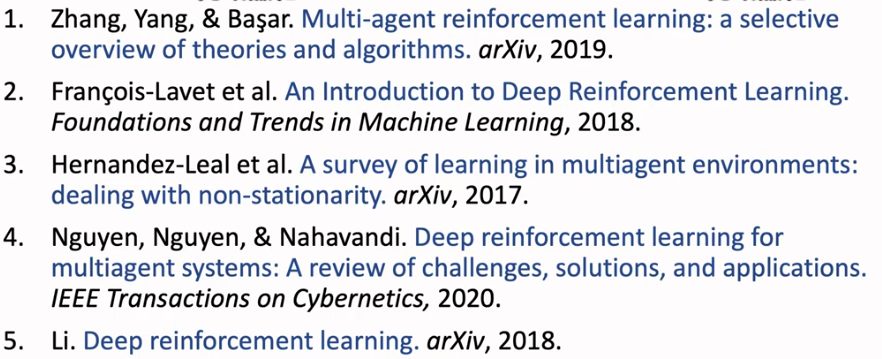 1. Zhang, Yang, & Başar. Multi-agent reinforcement learning: a selective
overview of theories and algorithms. arXiv, 2019.
2. François-Lavet et al. An Introduction to Deep Reinforcement Learning.
Foundations and Trends in Machine Learning, 2018.
3. Hernandez-Leal et al. A survey of learning in multiagent environments:
dealing with non-stationarity. arXiv, 2017.
4. Nguyen, Nguyen, & Nahavandi. Deep reinforcement learning for
multiagent systems: A review of challenges, solutions, and applications.
IEEE Transactions on Cybernetics, 2020.
5. Li. Deep reinforcement learning. arXiv, 2018.